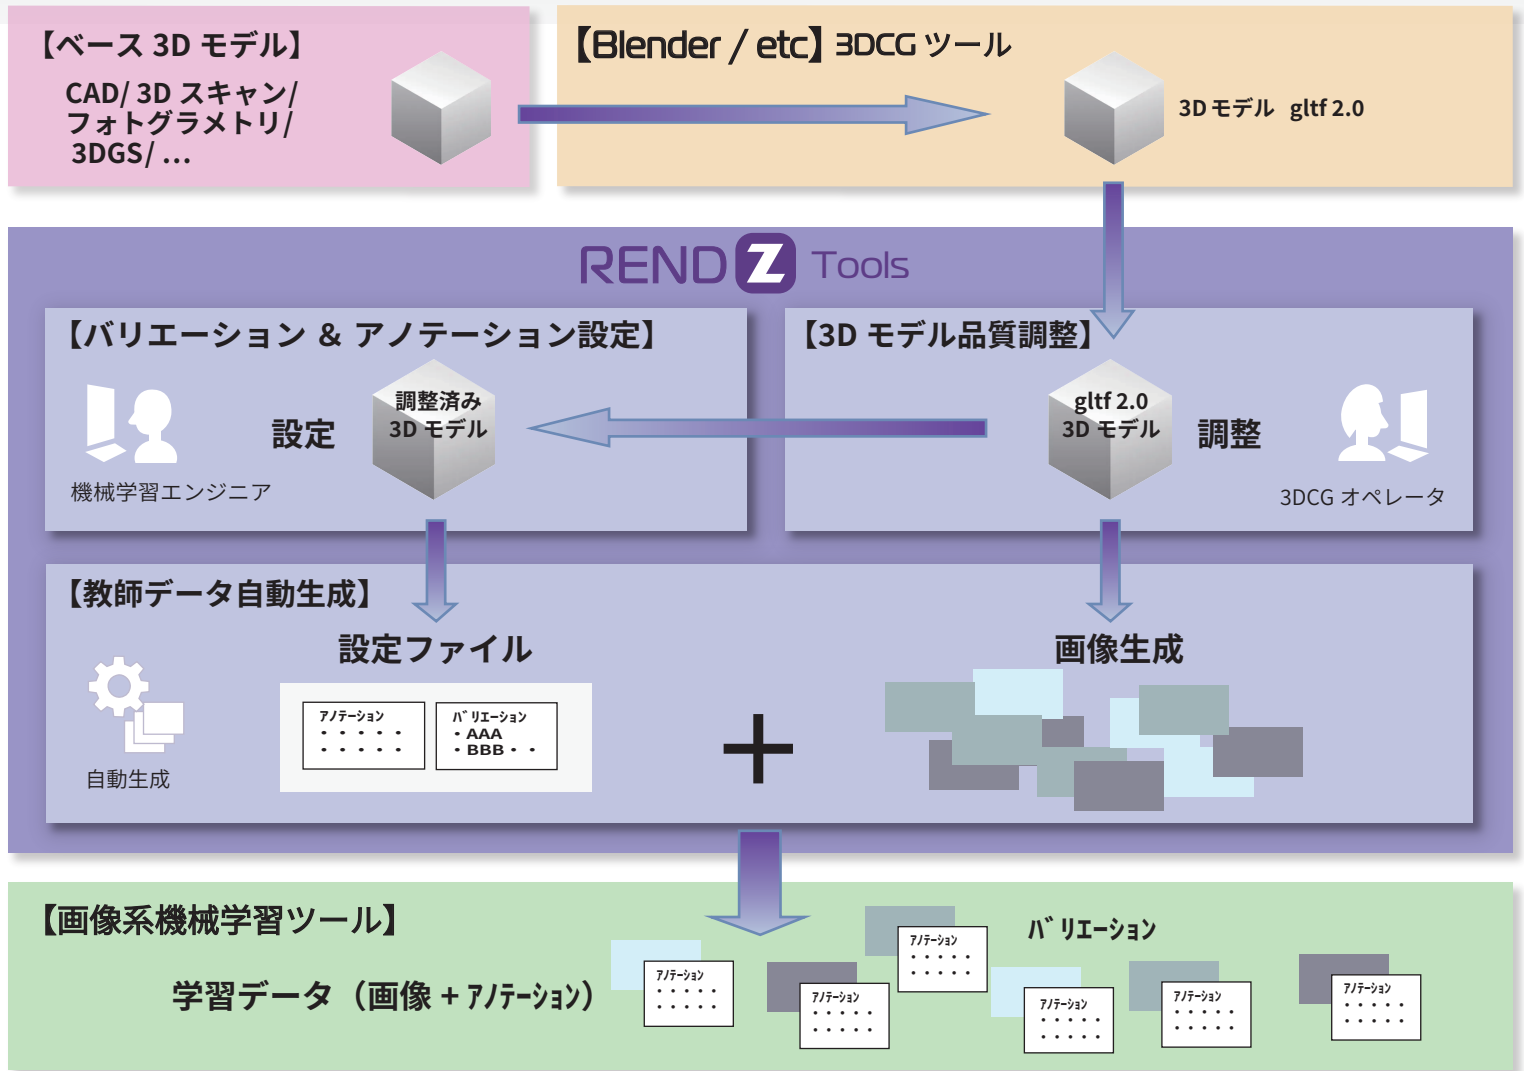 【ベース 3D モデル】
CAD/ 3D スキャン/
フォトグラメトリ/
3DGS/ ...
【Blender / etc】3DCG ツール
3D モデル gltf 2.0
REND Z Tools
【バリエーション & アノテーション設定】
設定
調整済み
3D モデル
機械学習エンジニア
【3D モデル品質調整】
gltf 2.0
3D モデル
調整
3DCG オペレータ
【教師データ自動生成】
設定ファイル
アノテーション
・・・・・
・・・・・
バリエーション
・AAA
・BBB・・
自動生成
+
画像生成
【画像系機械学習ツール】
学習データ（画像 + アノテーション）
バリエーション
アノテーション
・・・・・
・・・・・
アノテーション
・・・・・
・・・・・
アノテーション
・・・・・
・・・・・
アノテーション
・・・・・
・・・・・
アノテーション
・・・・・
・・・・・
アノテーション
・・・・・
・・・・・